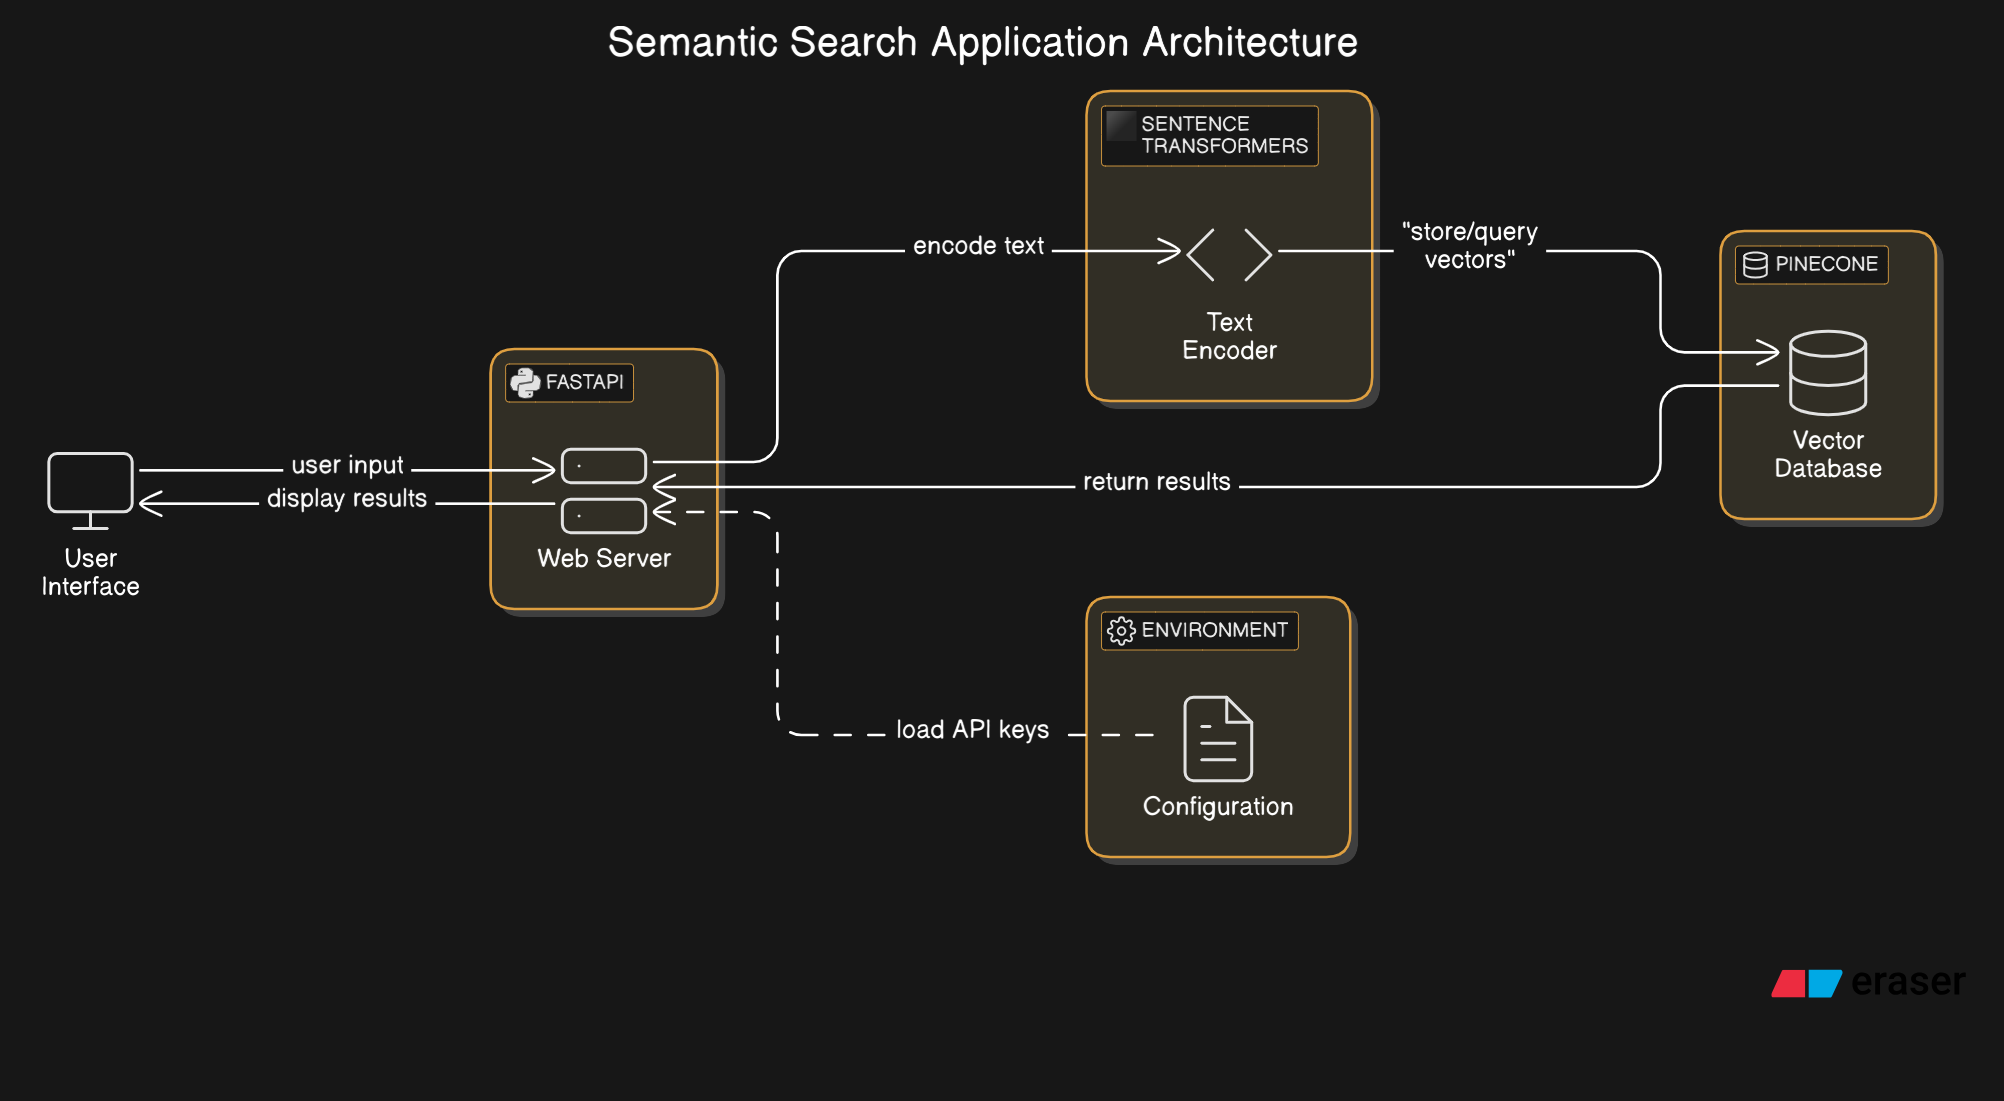 Semantic Search Application Architecture
SENTENCE
TRANSFORMERS
encode text
"store/query
vectors"
PINECONE
Text
Encoder
FASTAPI
Vector
Database
user input
display results
return results
Web Server
User
Interface
ENVIRONMENT
load API keys
Configuration
eraser